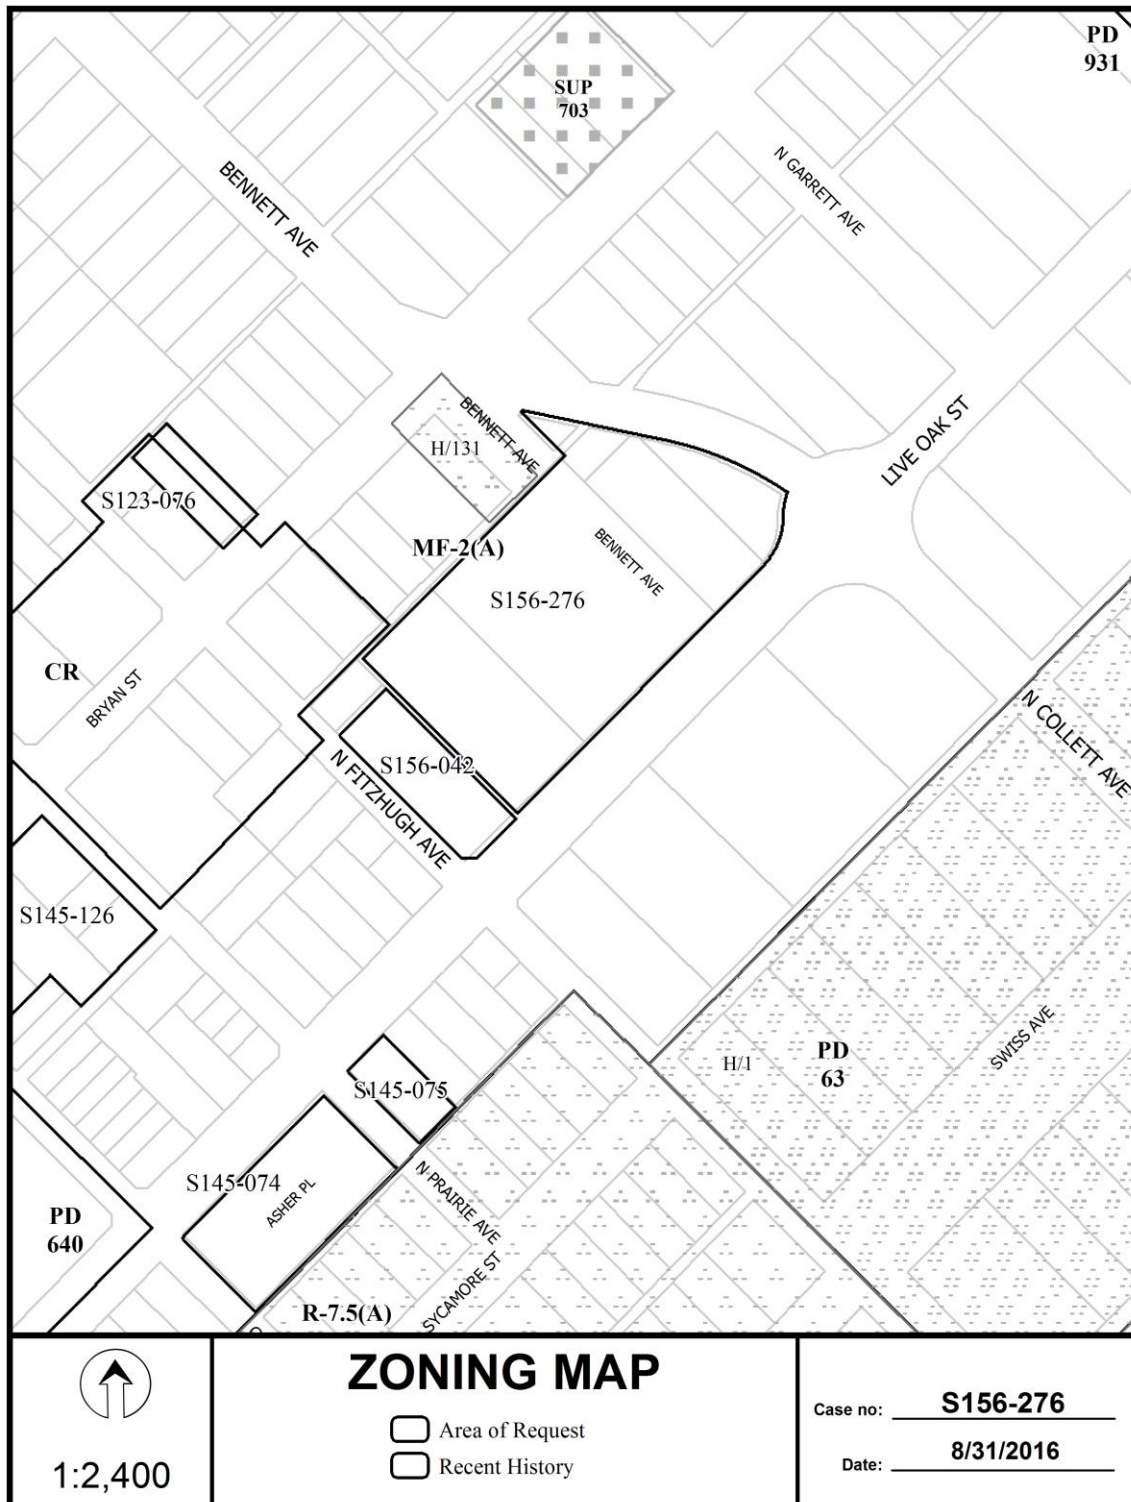 PD
931
SUP
703
N GARRETT AVE
BENNETT AVE
BENNETT AVE
H/131
LIVE OAK ST
S123-076
MF-2(A)
BENNETT AVE
S156-276
CR
BRYAN ST
N COLLETT AVE
S156-042
N FITZHUGH AVE
S145-126
SWISS AVE
H/1
PD
63
S145-075
S145-074
ASHER PL
N PRAIRIE AVE
PD
640
SYCAMORE ST
R-7.5(A)
1:2,400
ZONING MAP
Area of Request
Recent History
Case no: S156-276
Date: 8/31/2016